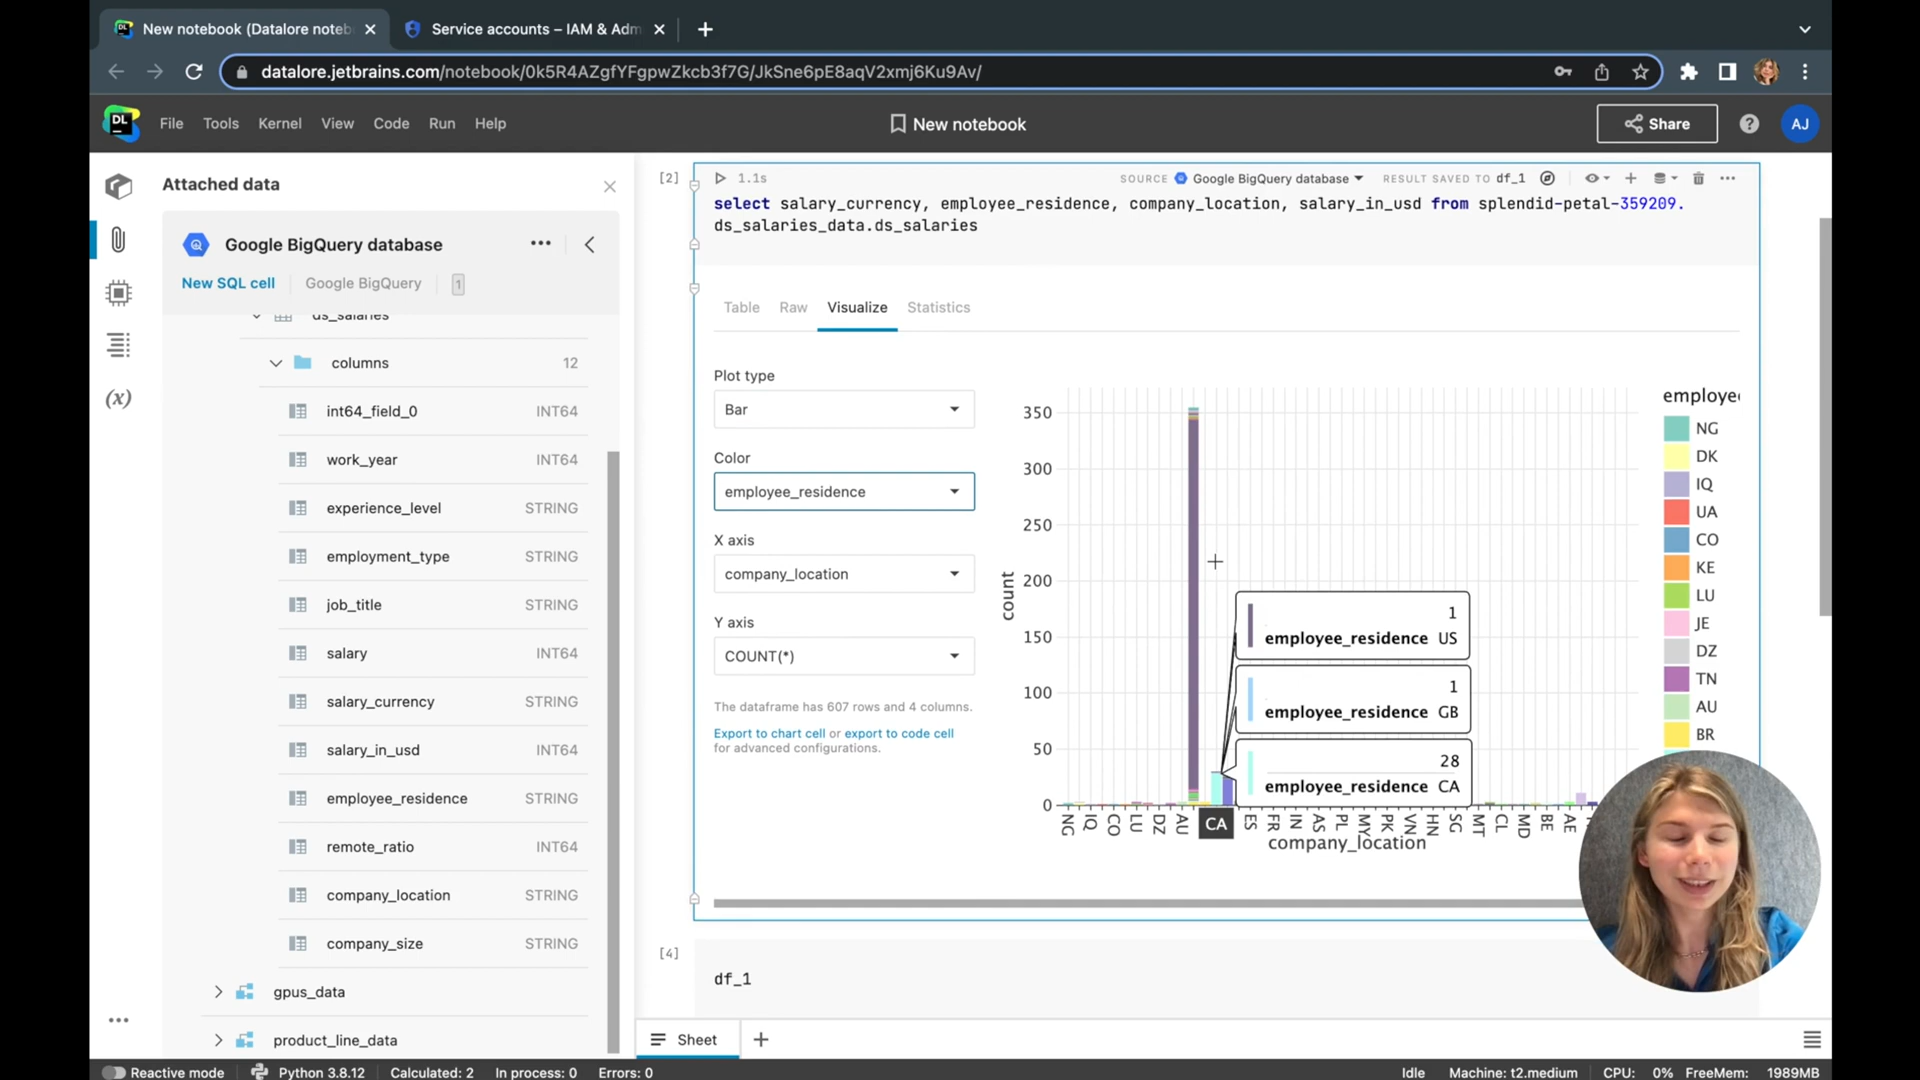 New notebook (Datalore noteb
Service accounts – IAM & Adm
datalore.jetbrains.com/notebook/0k5R4AZgfYFgpwZkcb3f7G/JkSne6pE8aqV2xmj6Ku9Av/
DL
File Tools Kernel View Code Run Help
New notebook
Share
AJ
Attached data
Google BigQuery database
New SQL cell
Google BigQuery
1
ds_salaries
columns 12
int64_field_0 INT64
work_year INT64
experience_level STRING
employment_type STRING
job_title STRING
salary INT64
salary_currency STRING
salary_in_usd INT64
employee_residence STRING
remote_ratio INT64
company_location STRING
company_size STRING
gpus_data
product_line_data
(x)
[2]
1.1s
SOURCE Google BigQuery database RESULT SAVED TO df_1
select salary_currency, employee_residence, company_location, salary_in_usd from splendid-petal-359209.
ds_salaries_data.ds_salaries
Table Raw Visualize Statistics
Plot type
Bar
Color
employee_residence
X axis
company_location
Y axis
COUNT(*)
The dataframe has 607 rows and 4 columns.
Export to chart cell or export to code cell
for advanced configurations.
count
350
300
250
200
150
100
50
0
1
employee_residence US
1
employee_residence GB
28
employee_residence CA
NG IQ CO LU DZ AU CA ES FR IN AS PL MY PK VN HN SG MT CL MD BE AE
company_location
employee
NG
DK
IQ
UA
CO
KE
LU
JE
DZ
TN
AU
BR
[4]
df_1
Sheet
Reactive mode Python 3.8.12 Calculated: 2 In process: 0 Errors: 0 Idle Machine: t2.medium CPU: 0% FreeMem: 1989MB